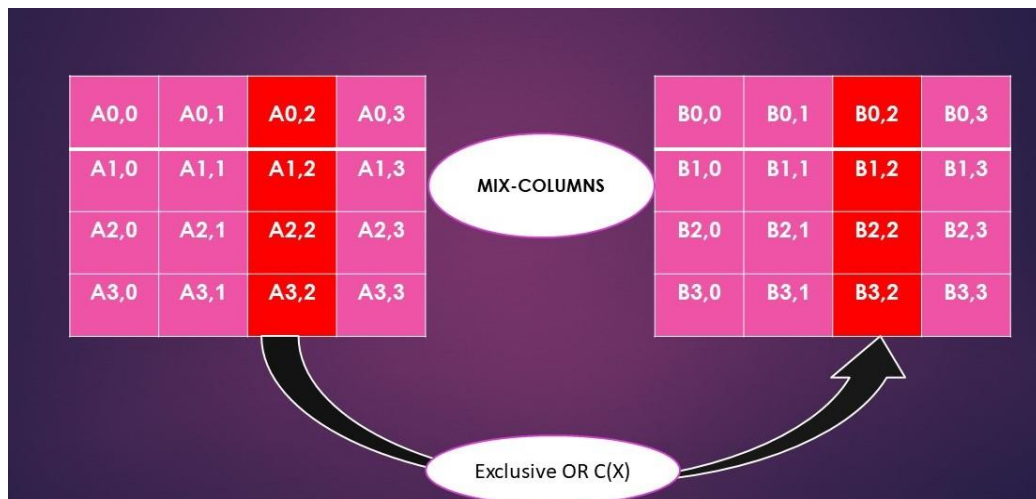 A0,0 A0,1 A0,2 A0,3
A1,0 A1,1 A1,2 A1,3
A2,0 A2,1 A2,2 A2,3
A3,0 A3,1 A3,2 A3,3
MIX-COLUMNS
B0,0 B0,1 B0,2 B0,3
B1,0 B1,1 B1,2 B1,3
B2,0 B2,1 B2,2 B2,3
B3,0 B3,1 B3,2 B3,3
Exclusive OR C(X)